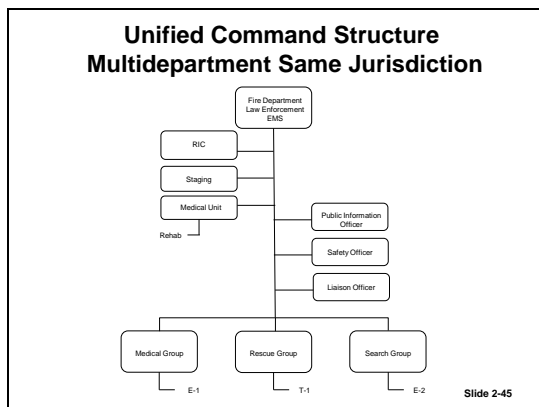 Unified Command Structure
Multidepartment Same Jurisdiction
Fire Department
Law Enforcement
EMS
RIC
Staging
Medical Unit
Rehab
Public Information
Officer
Safety Officer
Liaison Officer
Medical Group
Rescue Group
Search Group
E-1
T-1
E-2
Slide 2-45